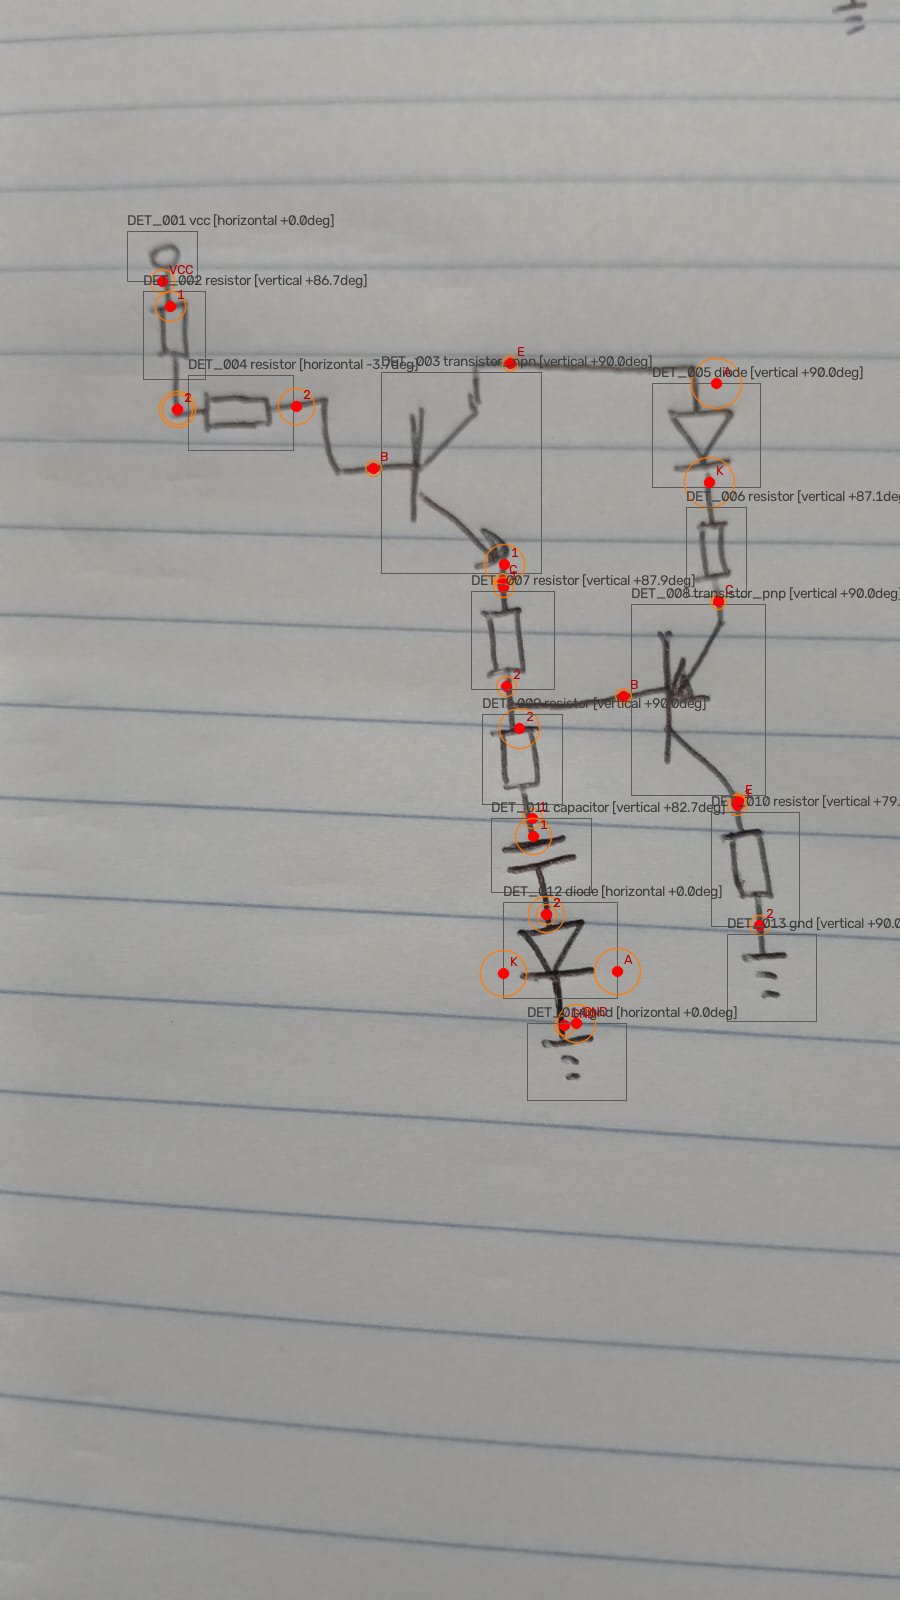 DET_001 vcc [horizontal +0.0deg]
VCC
DET_002 resistor [vertical +86.7deg]
1
DET_004 resistor [horizontal -3.7deg]
2
2
DET_003 transistor_npn [vertical +90.0deg]
E
B
1
C
DET_005 diode [vertical +90.0deg]
A
K
DET_006 resistor [vertical +87.1deg
DET_007 resistor [vertical +87.9deg]
DET_008 transistor_pnp [vertical +90.0deg]
C
B
2
DET_009 resistor [vertical +90.0deg]
2
E
DET_010 resistor [vertical +79.
DET_011 capacitor [vertical +82.7deg]
1
1
DET_012 diode [horizontal +0.0deg]
2
K
A
2
DET_013 gnd [vertical +90.0
gnd [horizontal +0.0deg]